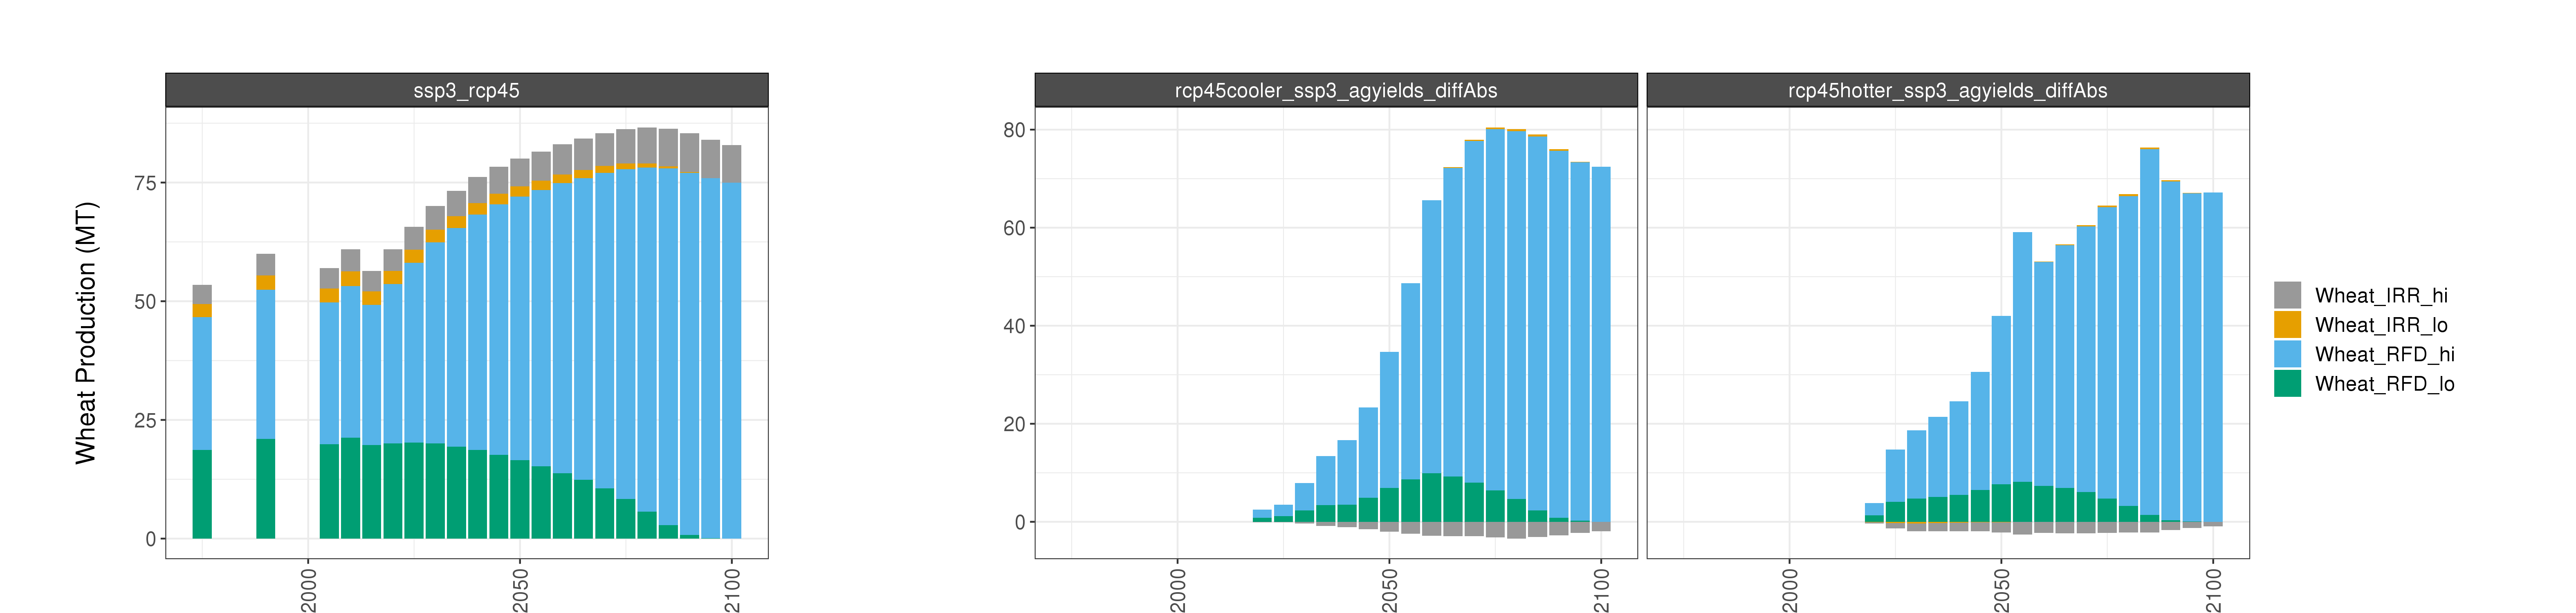 ssp3_rcp45
rcp45cooler_ssp3_agyields_diffAbs
rcp45hotter_ssp3_agyields_diffAbs
Wheat Production (MT)
75
50
25
0
2000
2050
2100
80
60
40
20
0
2000
2050
2100
2000
2050
2100
Wheat_IRR_hi
Wheat_IRR_lo
Wheat_RFD_hi
Wheat_RFD_lo